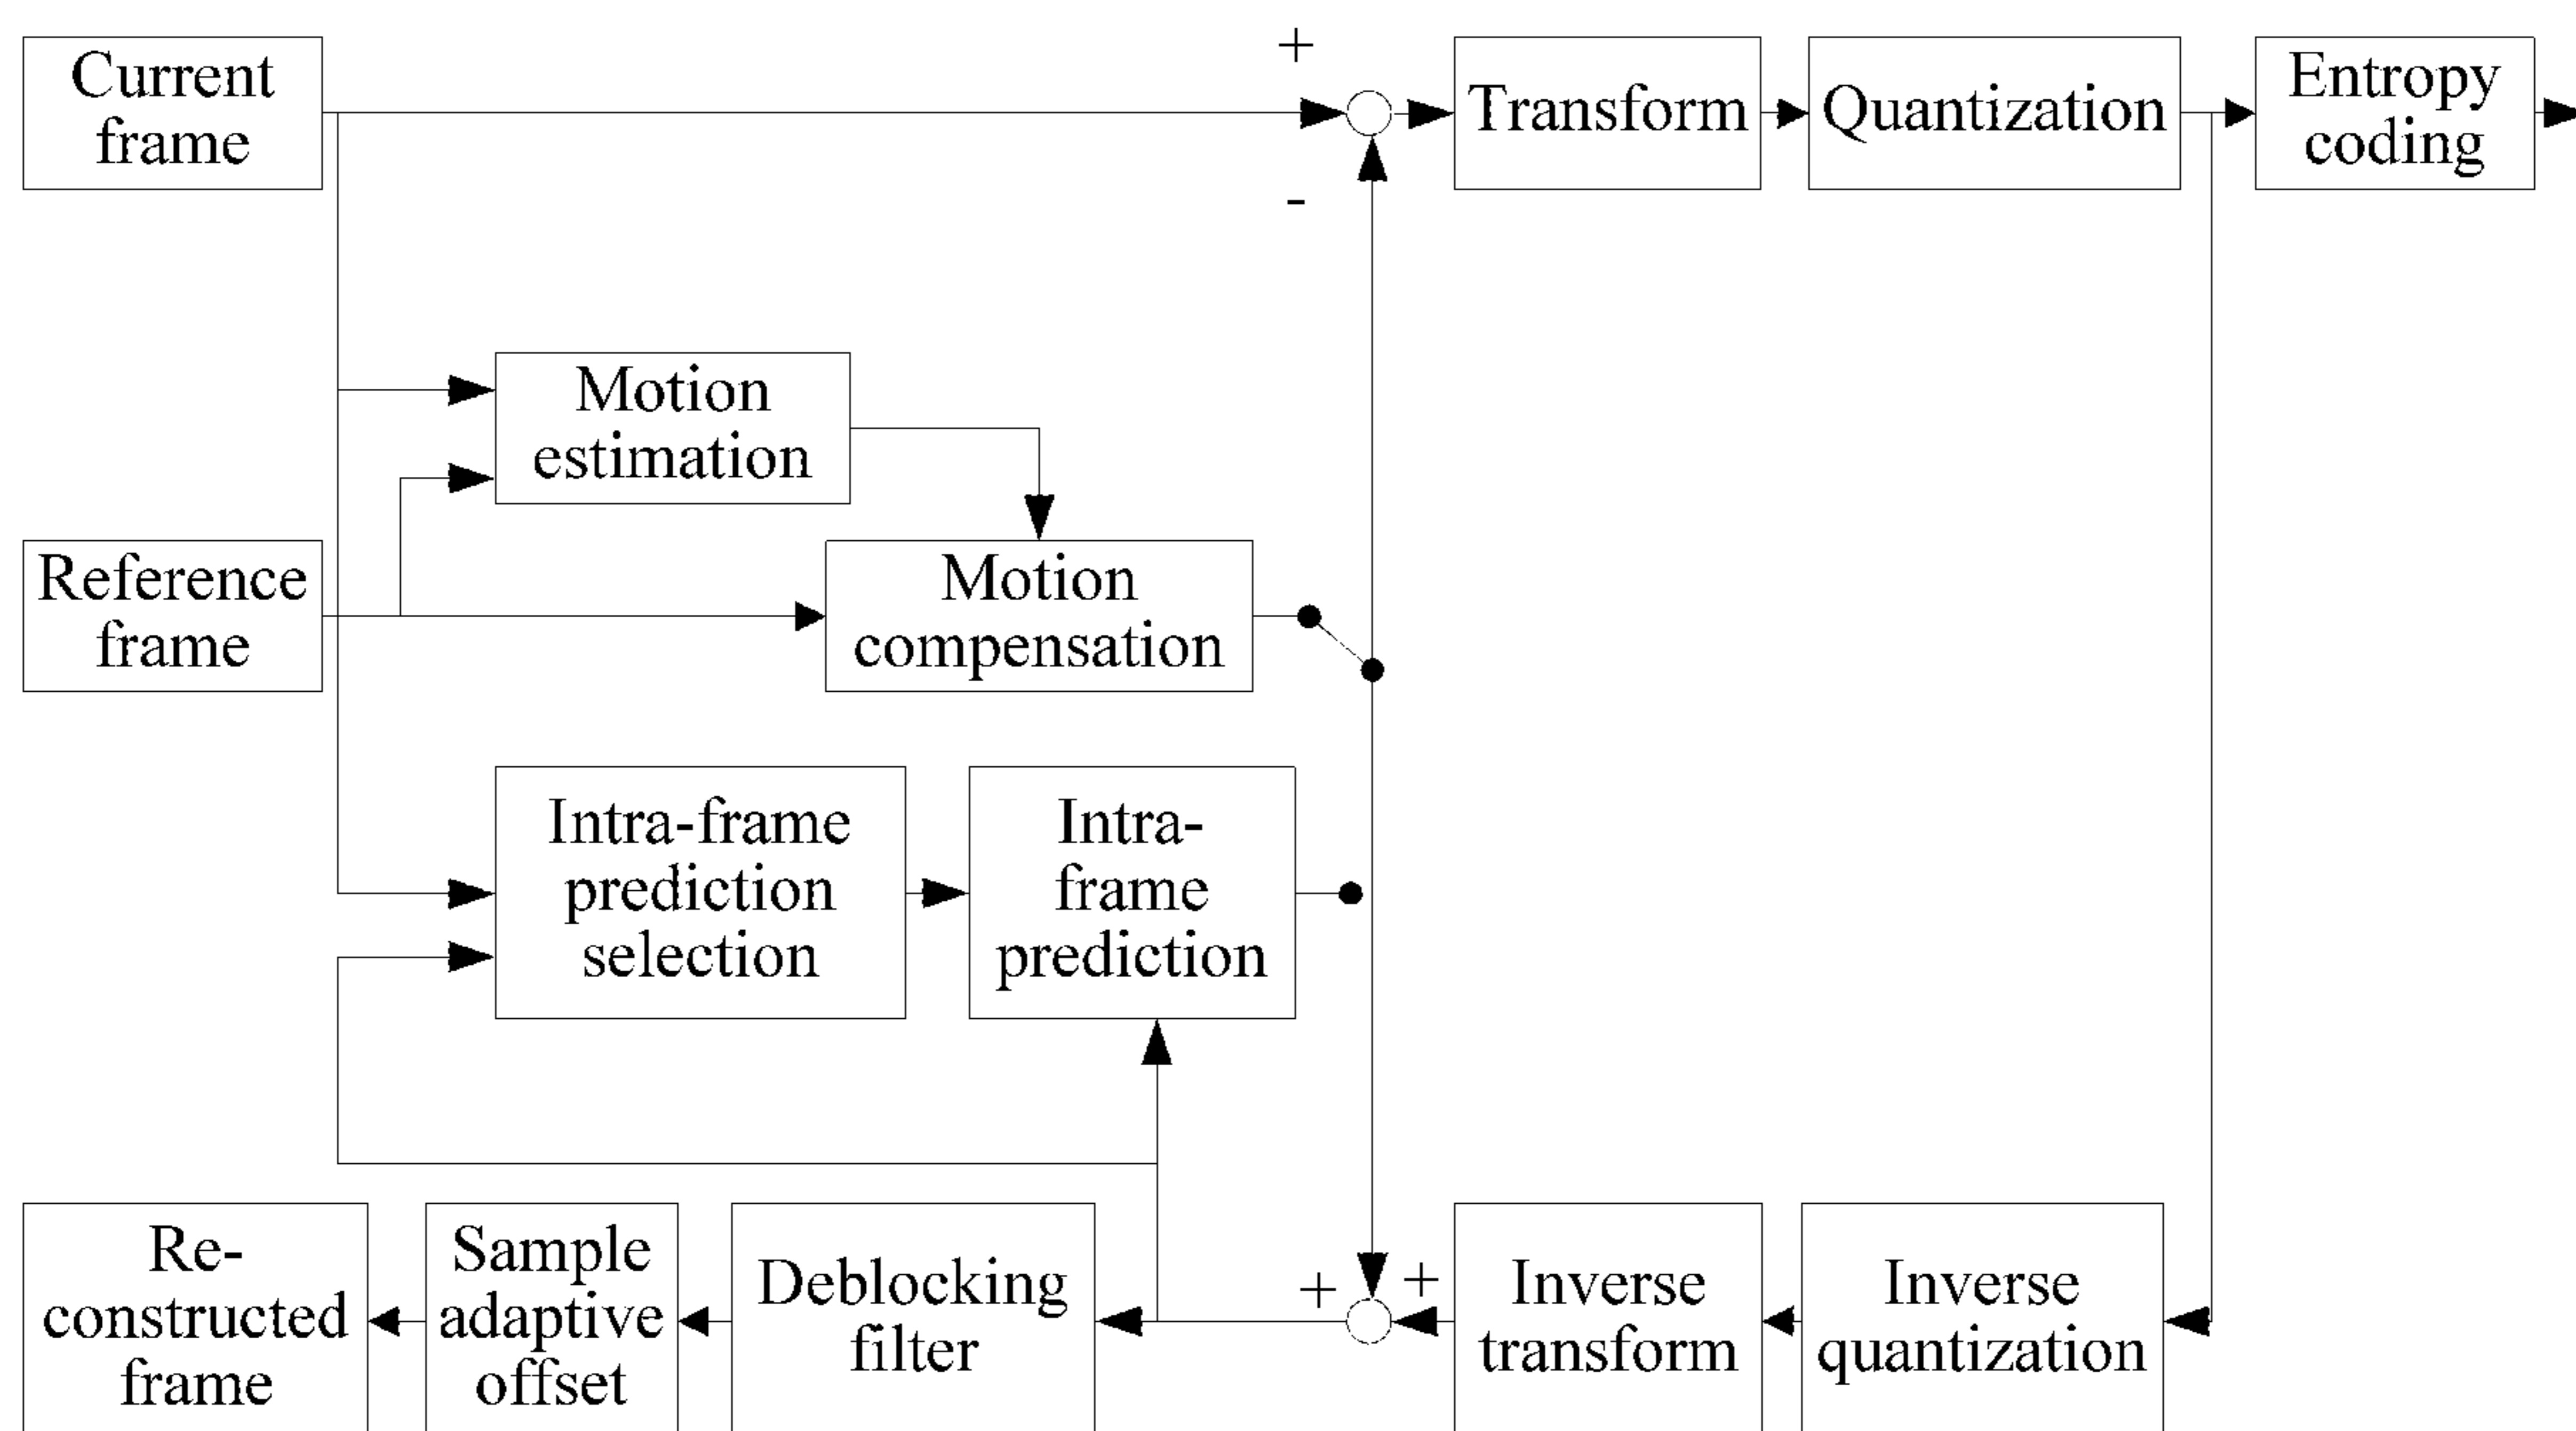 Current
frame
+
-
Transform
Quantization
Entropy
coding
Motion
estimation
Reference
frame
Motion
compensation
Intra-frame
prediction
selection
Intra-
frame
prediction
Re-
constructed
frame
Sample
adaptive
offset
Deblocking
filter
+
+
Inverse
transform
Inverse
quantization